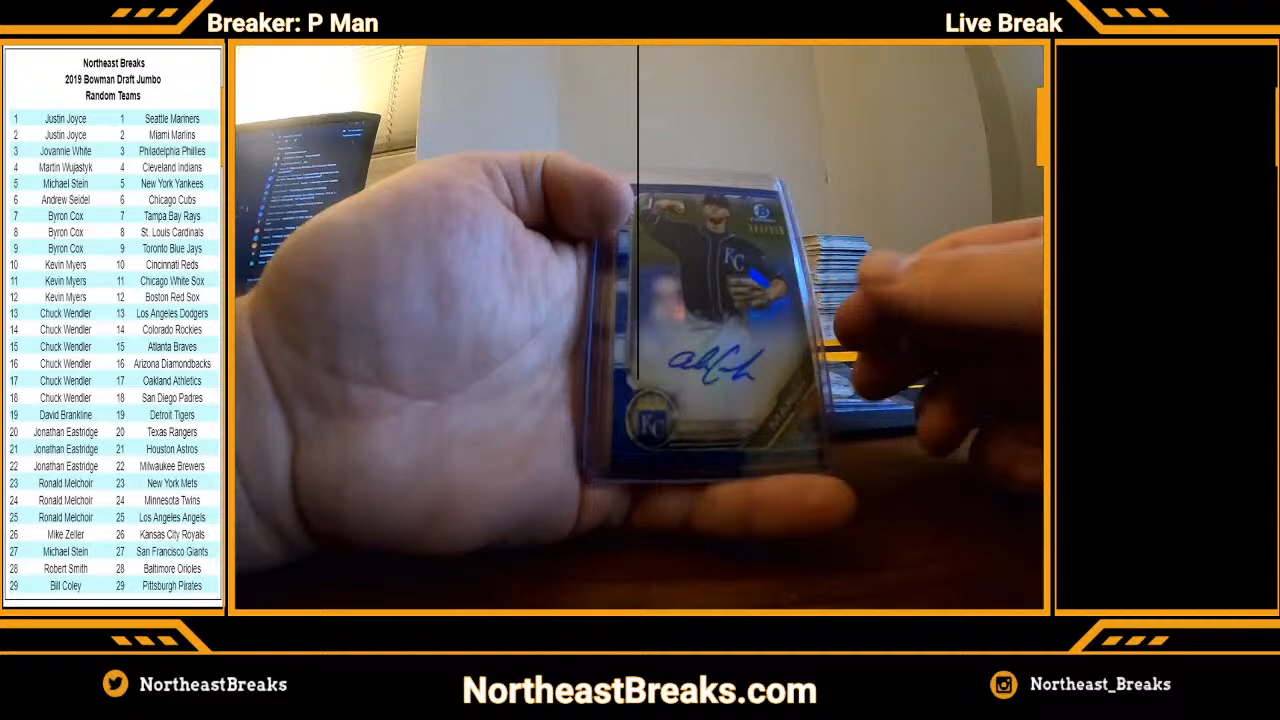 Breaker: P Man
Live Break
Northeast Breaks
2019 Bowman Draft Jumbo
Random Teams
1 Justin Joyce 1 Seattle Mariners
2 Justin Joyce 2 Miami Marlins
3 Jovannie White 3 Philadelphia Phillies
4 Martin Wujastyk 4 Cleveland Indians
5 Michael Stein 5 New York Yankees
6 Andrew Seidel 6 Chicago Cubs
7 Byron Cox 7 Tampa Bay Rays
8 Byron Cox 8 St. Louis Cardinals
9 Byron Cox 9 Toronto Blue Jays
10 Kevin Myers 10 Cincinnati Reds
11 Kevin Myers 11 Chicago White Sox
12 Kevin Myers 12 Boston Red Sox
13 Chuck Wendler 13 Los Angeles Dodgers
14 Chuck Wendler 14 Colorado Rockies
15 Chuck Wendler 15 Atlanta Braves
16 Chuck Wendler 16 Arizona Diamondbacks
17 Chuck Wendler 17 Oakland Athletics
18 Chuck Wendler 18 San Diego Padres
19 David Brankline 19 Detroit Tigers
20 Jonathan Eastridge 20 Texas Rangers
21 Jonathan Eastridge 21 Houston Astros
22 Jonathan Eastridge 22 Milwaukee Brewers
23 Ronald Melchoir 23 New York Mets
24 Ronald Melchoir 24 Minnesota Twins
25 Ronald Melchoir 25 Los Angeles Angels
26 Mike Zeller 26 Kansas City Royals
27 Michael Stein 27 San Francisco Giants
28 Robert Smith 28 Baltimore Orioles
29 Bill Coley 29 Pittsburgh Pirates
KC
KC
NortheastBreaks
NortheastBreaks.com
Northeast_Breaks